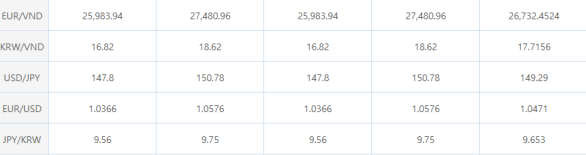 EUR/VND 25,983.94 27,480.96 25,983.94 27,480.96 26,732.4524
KRW/VND 16.82 18.62 16.82 18.62 17.7156
USD/JPY 147.8 150.78 147.8 150.78 149.29
EUR/USD 1.0366 1.0576 1.0366 1.0576 1.0471
JPY/KRW 9.56 9.75 9.56 9.75 9.653